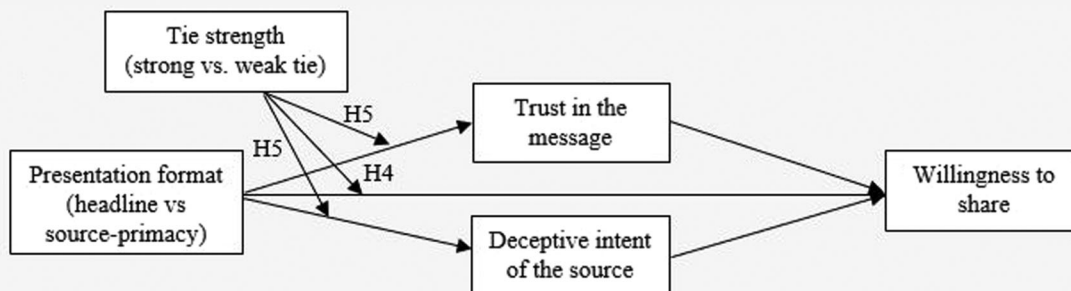 Tie strength
(strong vs. weak tie)
H5
Trust in the
message
H5
H4
Presentation format
(headline vs
source-primacy)
Willingness to
share
Deceptive intent
of the source